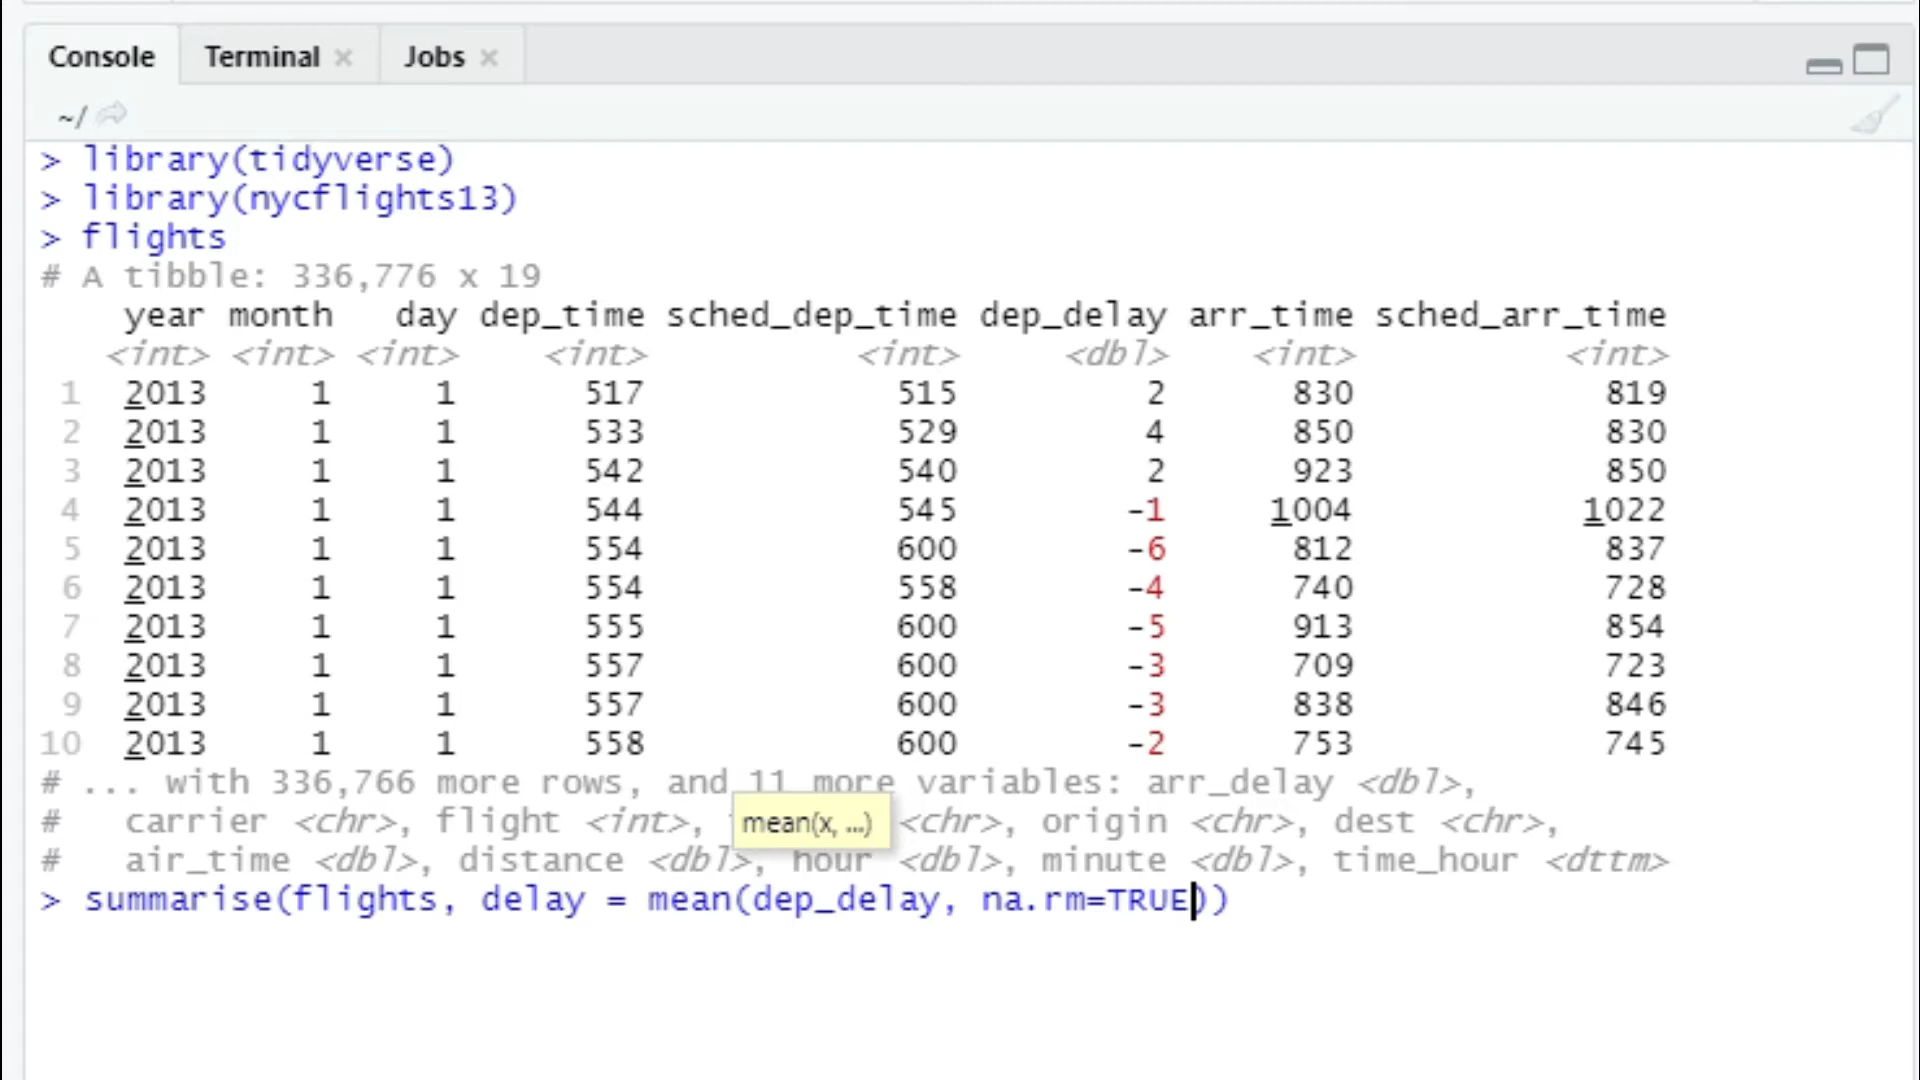 Console Terminal Jobs
~/
> library(tidyverse)
> library(nycflights13)
> flights
# A tibble: 336,776 x 19
year month day dep_time sched_dep_time dep_delay arr_time sched_arr_time
<int> <int> <int> <int> <int> <dbl> <int> <int>
1 2013 1 1 517 515 2 830 819
2 2013 1 1 533 529 4 850 830
3 2013 1 1 542 540 2 923 850
4 2013 1 1 544 545 -1 1004 1022
5 2013 1 1 554 600 -6 812 837
6 2013 1 1 554 558 -4 740 728
7 2013 1 1 555 600 -5 913 854
8 2013 1 1 557 600 -3 709 723
9 2013 1 1 557 600 -3 838 846
10 2013 1 1 558 600 -2 753 745
# ... with 336,766 more rows, and 11 more variables: arr_delay <dbl>,
# carrier <chr>, flight <int>, <chr>, origin <chr>, dest <chr>,
mean(x, ...)
# air_time <dbl>, distance <dbl>, hour <dbl>, minute <dbl>, time_hour <dttm>
> summarise(flights, delay = mean(dep_delay, na.rm=TRUE))